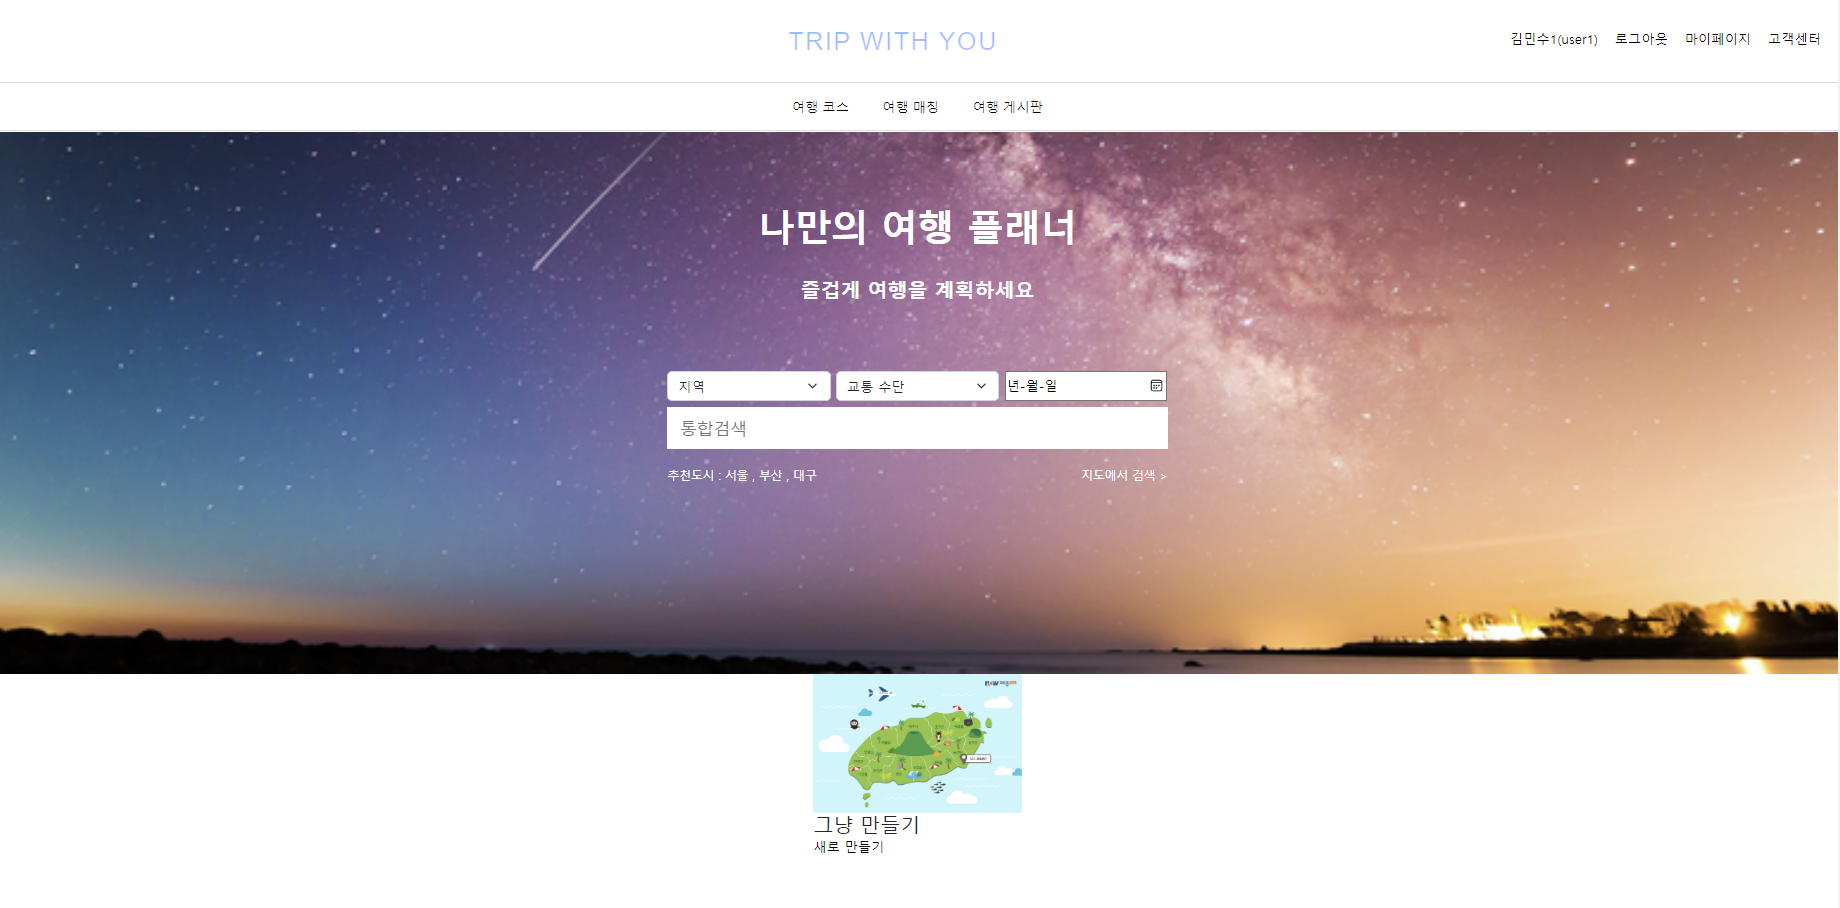 TRIP WITH YOU
김민수1(user1) 로그아웃 마이페이지 고객센터
여행 코스 여행 매칭 여행 게시판
나만의 여행 플래너
즐겁게 여행을 계획하세요
지역 교통 수단 년-월-일
통합검색
추천도시 : 서울 , 부산 , 대구 지도에서 검색 >
그냥 만들기
새로 만들기